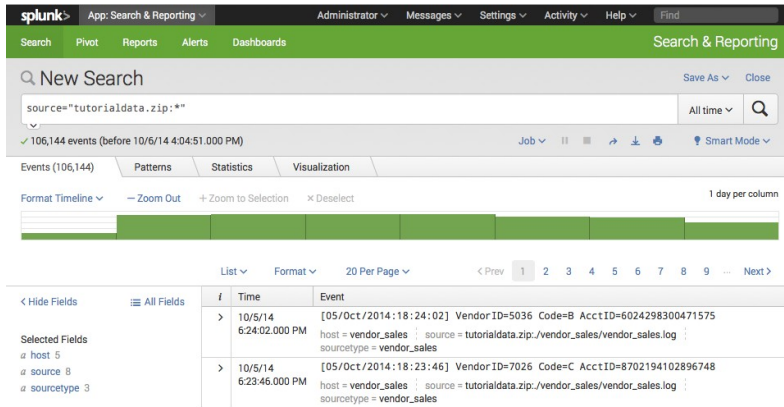 splunk> App: Search & Reporting Administrator Messages Settings Activity Help Find
Search Pivot Reports Alerts Dashboards Search & Reporting
New Search Save As Close
source="tutorialdata.zip:*" All time
✓ 106,144 events (before 10/6/14 4:04:51.000 PM) Job Smart Mode
Events (106,144) Patterns Statistics Visualization
Format Timeline — Zoom Out + Zoom to Selection × Deselect 1 day per column
List Format 20 Per Page < Prev 1 2 3 4 5 6 7 8 9 ... Next >
< Hide Fields All Fields i Time Event
> 10/5/14 [05/Oct/2014:18:24:02] VendorID=5036 Code=B AcctID=6024298300471575
6:24:02.000 PM
Selected Fields host = vendor_sales source = tutorialdata.zip:./vendor_sales/vendor_sales.log
a host 5 sourcetype = vendor_sales
a source 8 > 10/5/14 [05/Oct/2014:18:23:46] VendorID=7026 Code=C AcctID=8702194102896748
a sourcetype 3 6:23:46.000 PM host = vendor_sales source = tutorialdata.zip:./vendor_sales/vendor_sales.log
sourcetype = vendor_sales